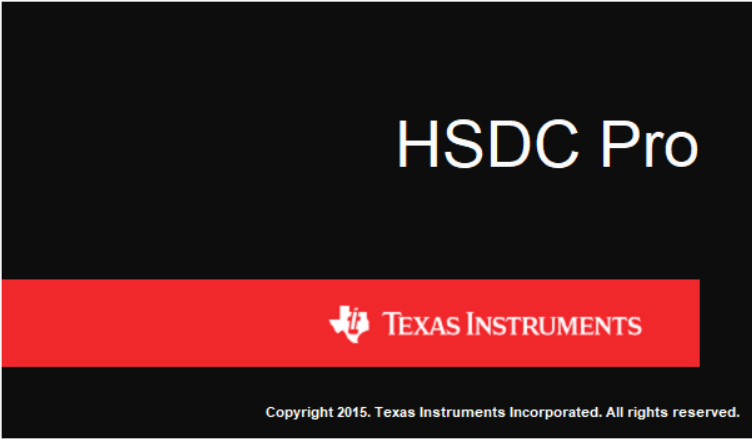 HSDC Pro
TEXAS INSTRUMENTS
Copyright 2015. Texas Instruments Incorporated. All rights reserved.